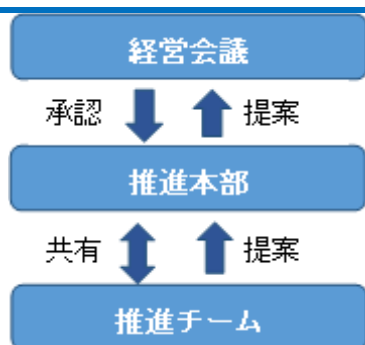 経営会議
承認 提案
推進本部
共有 提案
推進チーム